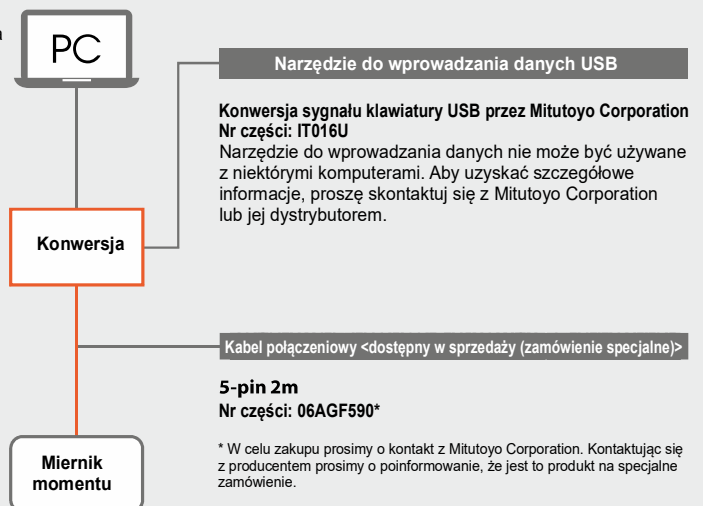 PC
Narzędzie do wprowadzania danych USB
Konwersja sygnału klawiatury USB przez Mitutoyo Corporation
Nr części: IT016U
Narzędzie do wprowadzania danych nie może być używane
z niektórymi komputerami. Aby uzyskać szczegółowe
informacje, proszę skontaktuj się z Mitutoyo Corporation
lub jej dystrybutorem.
Konwersja
Kabel połączeniowy <dostępny w sprzedaży (zamówienie specjalne)>
5-pin 2m
Nr części: 06AGF590*
* W celu zakupu prosimy o kontakt z Mitutoyo Corporation. Kontaktując się
z producentem prosimy o poinformowanie, że jest to produkt na specjalne
zamówienie.
Miernik
momentu